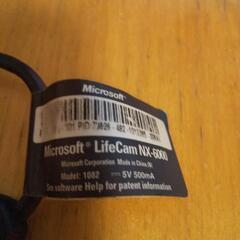 Microsoft®
Microsoft® LifeCam NX-6000
Microsoft Corporation Made in China
Model: 1082 ⎓ 5V 500mA
See software Help for patent information